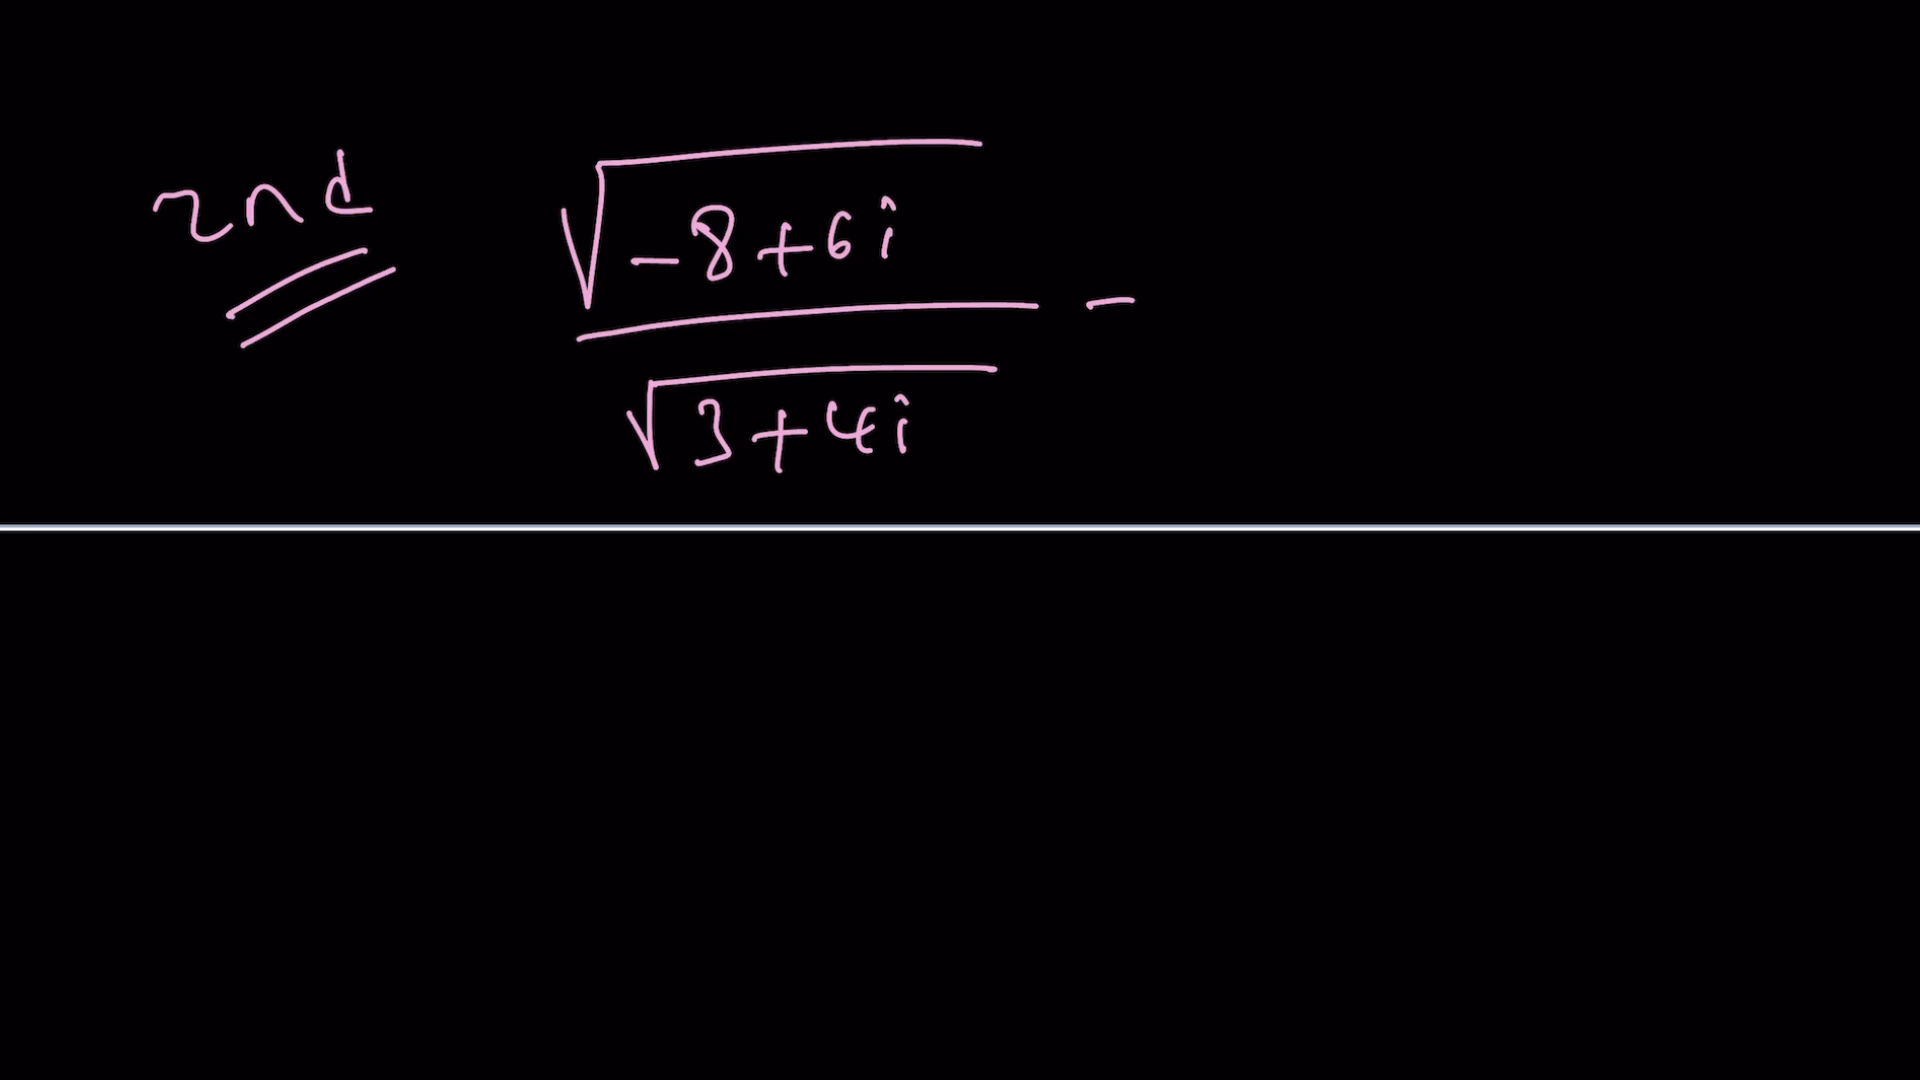 2nd √-8+6i / √3+4i -